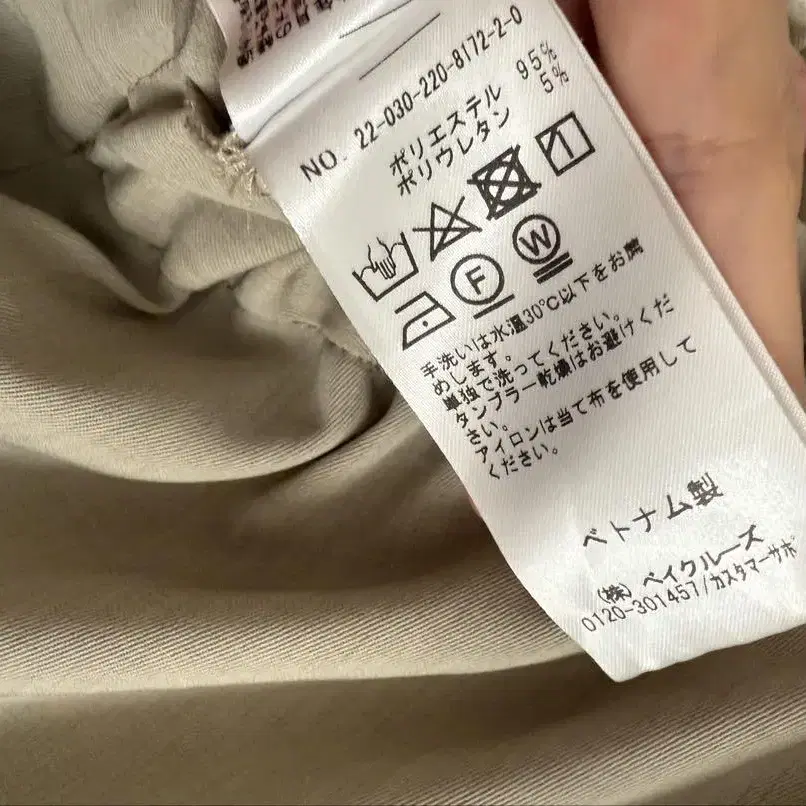 NO. 22-030-220-8172-2-0
ポリエステル 95%
ポリウレタン 5%
F
W
手洗いは水温30℃以下をお薦
めします。
単独で洗ってください。
タンブラー乾燥はお避けくだ
さい。
アイロンは当て布を使用して
ください。
ベトナム製
(株) ベイクルーズ
0120-301457/カスタマーサポ